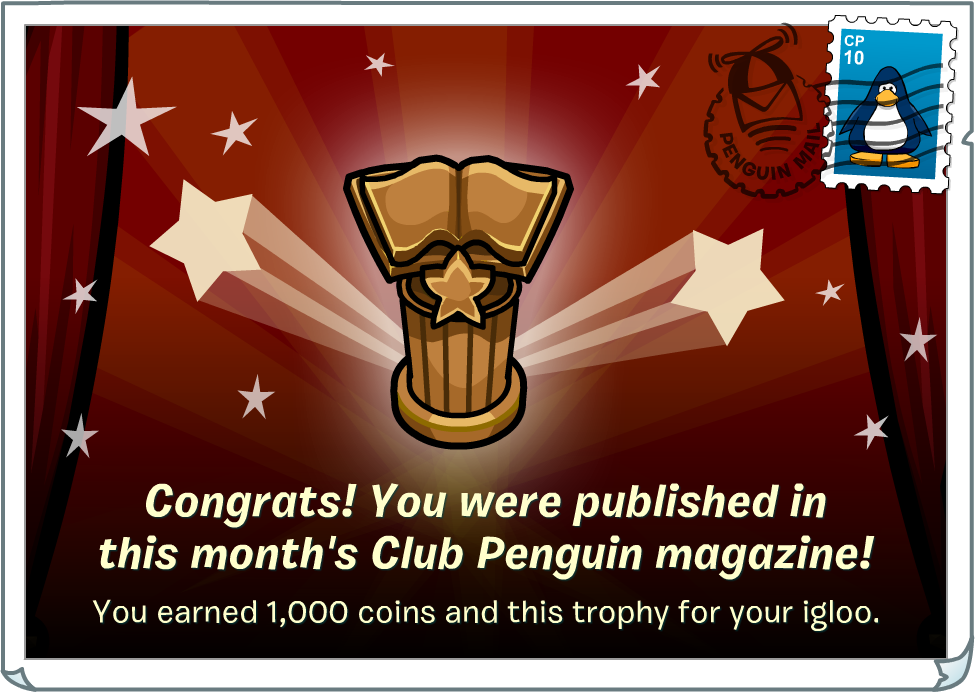 CP
10
PENGUIN MAIL
Congrats! You were published in
this month's Club Penguin magazine!
You earned 1,000 coins and this trophy for your igloo.